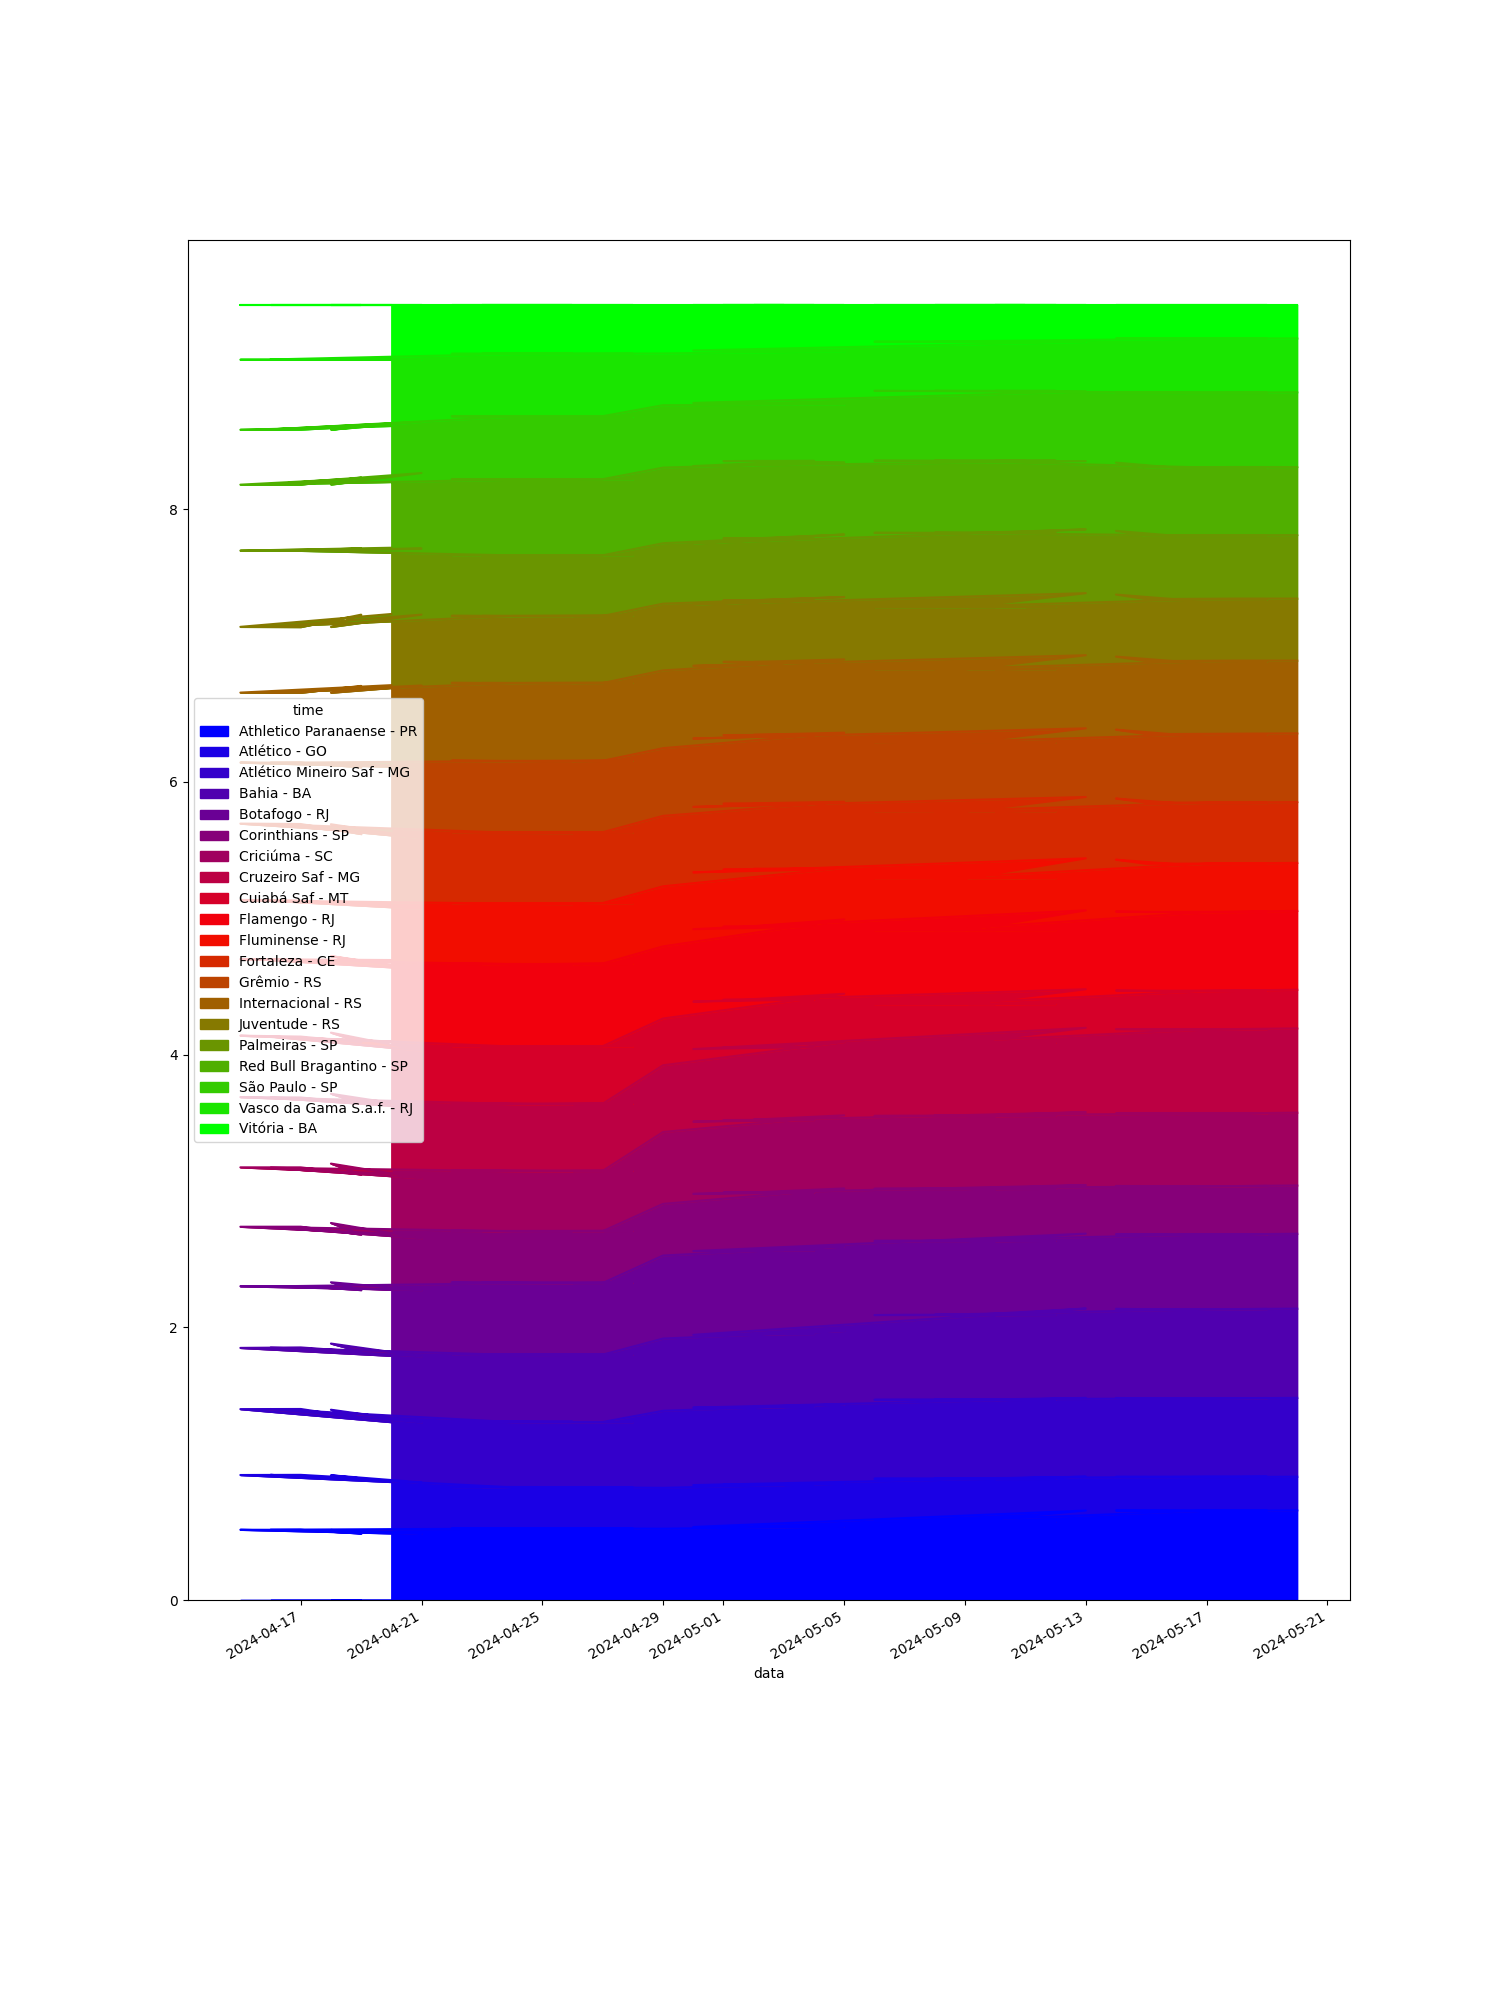 8
6
4
2
0
time
Athletico Paranaense - PR
Atlético - GO
Atlético Mineiro Saf - MG
Bahia - BA
Botafogo - RJ
Corinthians - SP
Criciúma - SC
Cruzeiro Saf - MG
Cuiabá Saf - MT
Flamengo - RJ
Fluminense - RJ
Fortaleza - CE
Grêmio - RS
Internacional - RS
Juventude - RS
Palmeiras - SP
Red Bull Bragantino - SP
São Paulo - SP
Vasco da Gama S.a.f. - RJ
Vitória - BA
2024-04-17
2024-04-21
2024-04-25
2024-04-29
2024-05-01
2024-05-05
2024-05-09
2024-05-13
2024-05-17
2024-05-21
data